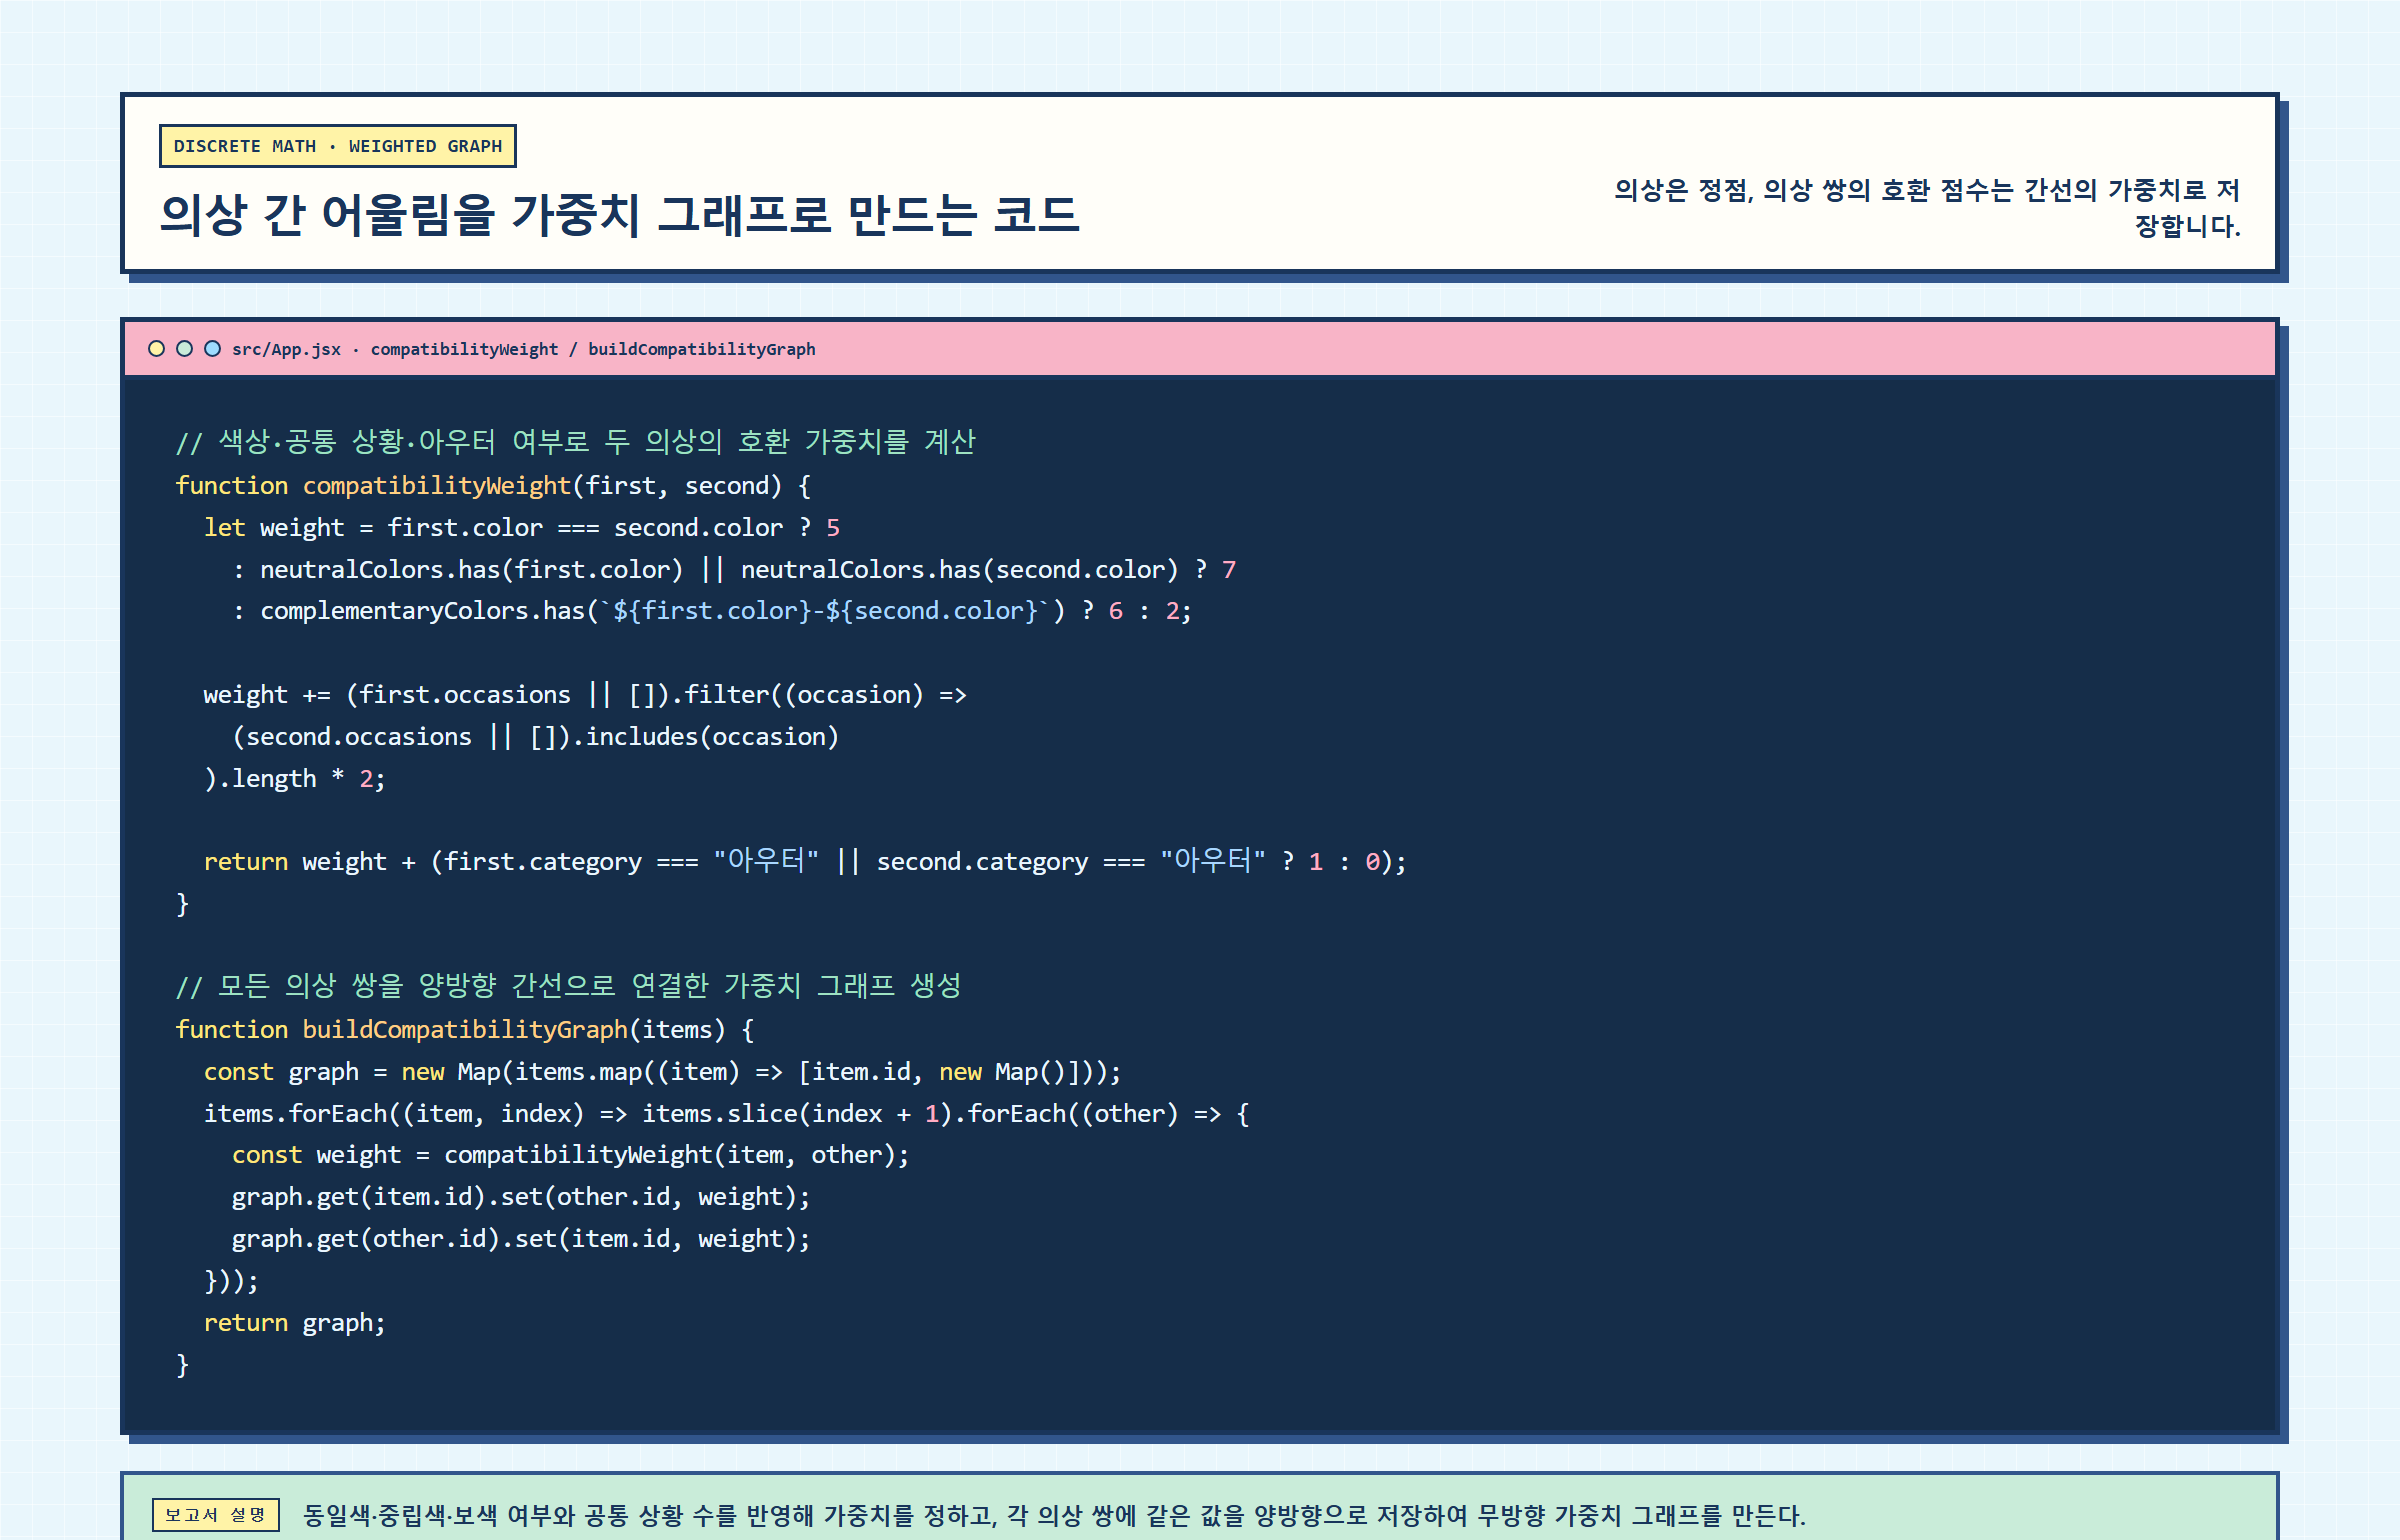 DISCRETE MATH · WEIGHTED GRAPH
의상 간 어울림을 가중치 그래프로 만드는 코드
의상은 정점, 의상 쌍의 호환 점수는 간선의 가중치로 저
장합니다.
src/App.jsx · compatibilityWeight / buildCompatibilityGraph
// 색상·공통 상황·아우터 여부로 두 의상의 호환 가중치를 계산
function compatibilityWeight(first, second) {
  let weight = first.color === second.color ? 5
    : neutralColors.has(first.color) || neutralColors.has(second.color) ? 7
    : complementaryColors.has(`${first.color}-${second.color}`) ? 6 : 2;
  weight += (first.occasions || []).filter((occasion) =>
    (second.occasions || []).includes(occasion)
  ).length * 2;
  return weight + (first.category === "아우터" || second.category === "아우터" ? 1 : 0);
}
// 모든 의상 쌍을 양방향 간선으로 연결한 가중치 그래프 생성
function buildCompatibilityGraph(items) {
  const graph = new Map(items.map((item) => [item.id, new Map()]));
  items.forEach((item, index) => items.slice(index + 1).forEach((other) => {
    const weight = compatibilityWeight(item, other);
    graph.get(item.id).set(other.id, weight);
    graph.get(other.id).set(item.id, weight);
  }));
  return graph;
}
보고서 설명 동일색·중립색·보색 여부와 공통 상황 수를 반영해 가중치를 정하고, 각 의상 쌍에 같은 값을 양방향으로 저장하여 무방향 가중치 그래프를 만든다.